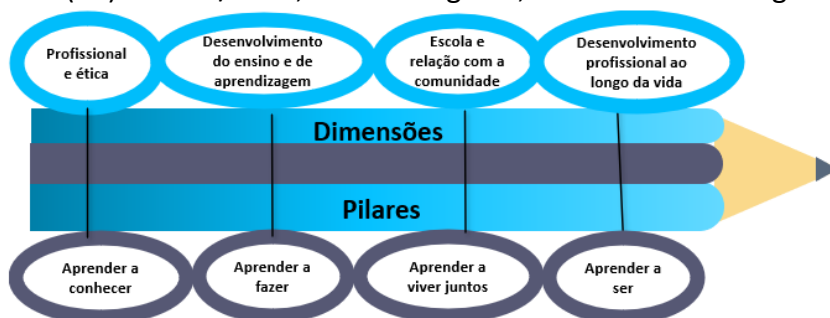 Profissional
e ética
Desenvolvimento
do ensino e de
aprendizagem
Escola e
relação com a
comunidade
Desenvolvimento
profissional ao
longo da vida
Dimensões
Pilares
Aprender a
conhecer
Aprender a
fazer
Aprender a
viver juntos
Aprender a
ser